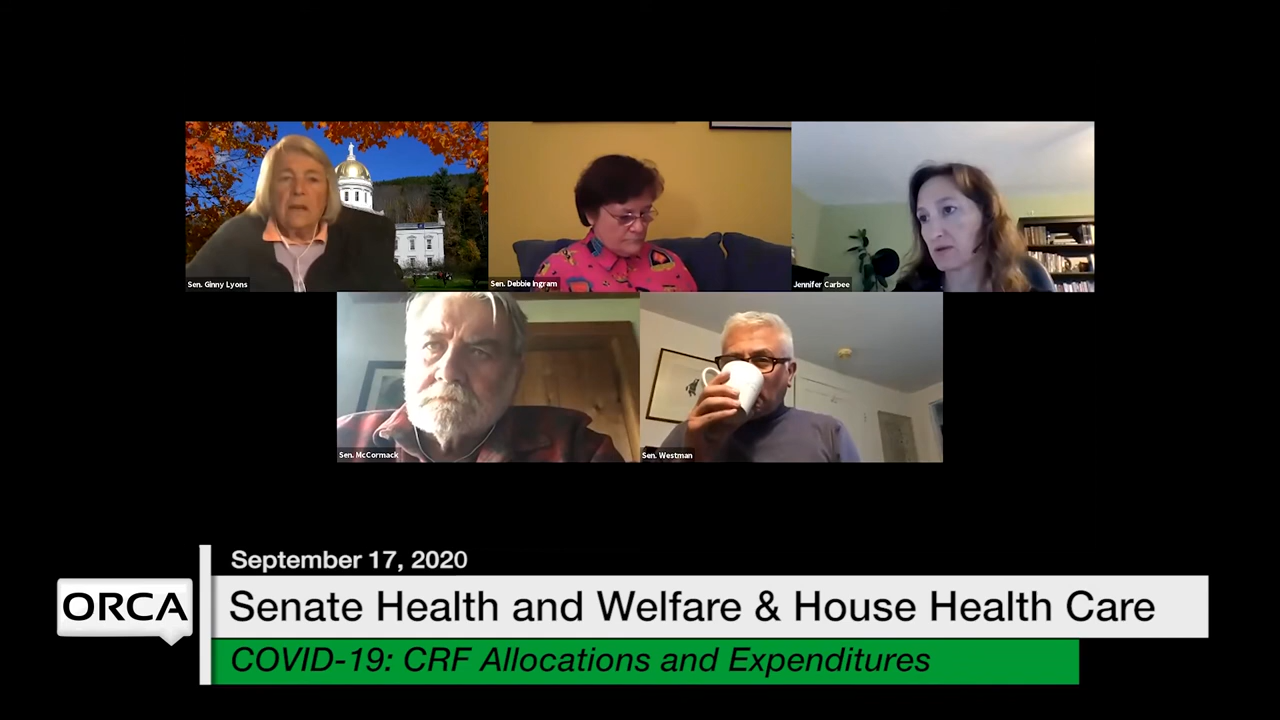 Sen. Ginny Lyons
Sen. Debbie Ingram
Jennifer Carbee
Sen. McCormack
Sen. Westman
September 17, 2020
ORCA
Senate Health and Welfare & House Health Care
COVID-19: CRF Allocations and Expenditures